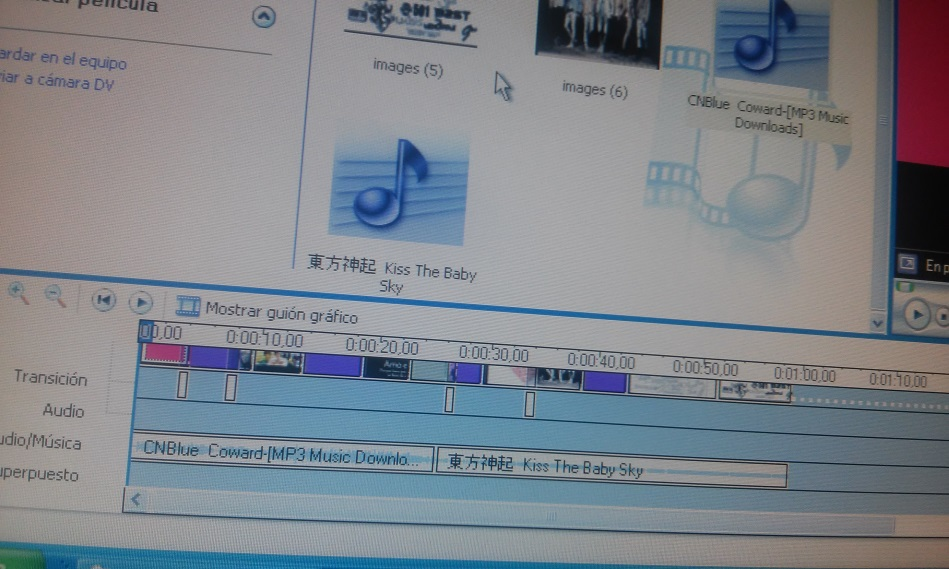 película
ardar en el equipo
iar a cámara DV
images (5)
images (6)
CNBlue Coward-[MP3 Music
Downloads]
東方神起 Kiss The Baby
Sky
En p
Mostrar guión gráfico
00,00
0:00:10,00
0:00:20,00
0:00:30,00
0:00:40,00
0:00:50,00
0:01:00,00
0:01:10,00
Transición
Audio
udio/Música
uperpuesto
CNBlue Coward-[MP3 Music Downlo...
東方神起 Kiss The Baby Sky